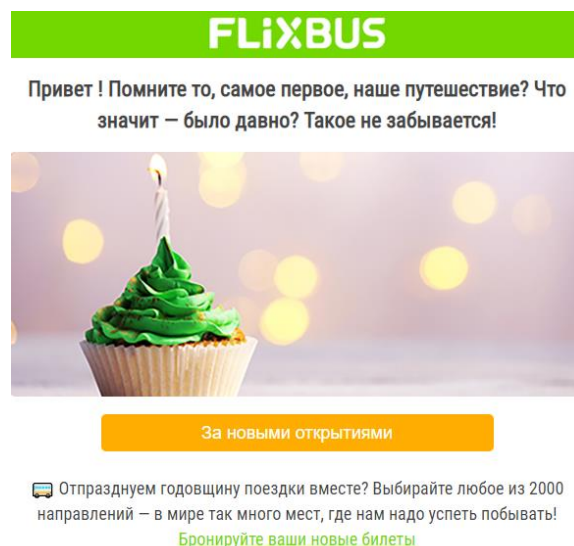 FLiXBUS
Привет ! Помните то, самое первое, наше путешествие? Что
значит — было давно? Такое не забывается!
За новыми открытиями
Отпразднуем годовщину поездки вместе? Выбирайте любое из 2000
направлений — в мире так много мест, где нам надо успеть побывать!
Бронируйте ваши новые билеты